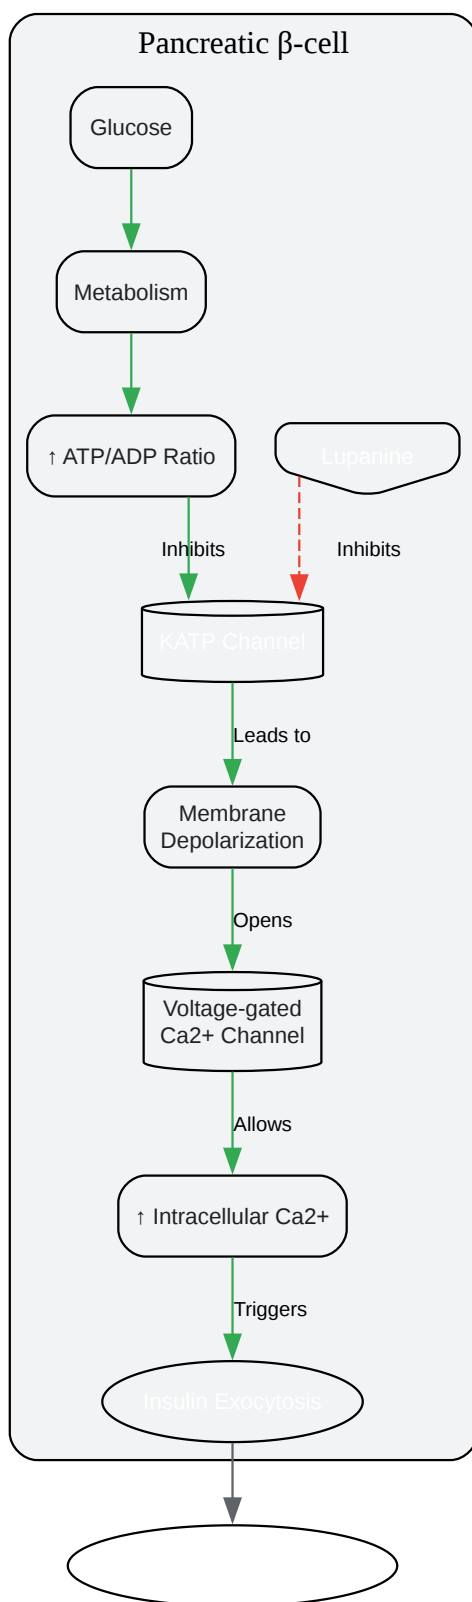 Pancreatic β-cell
Glucose
Metabolism
↑ ATP/ADP Ratio
Lupanine
Inhibits
Inhibits
KATP Channel
Leads to
Membrane
Depolarization
Opens
Voltage-gated
Ca2+ Channel
Allows
↑ Intracellular Ca2+
Triggers
Insulin Exocytosis